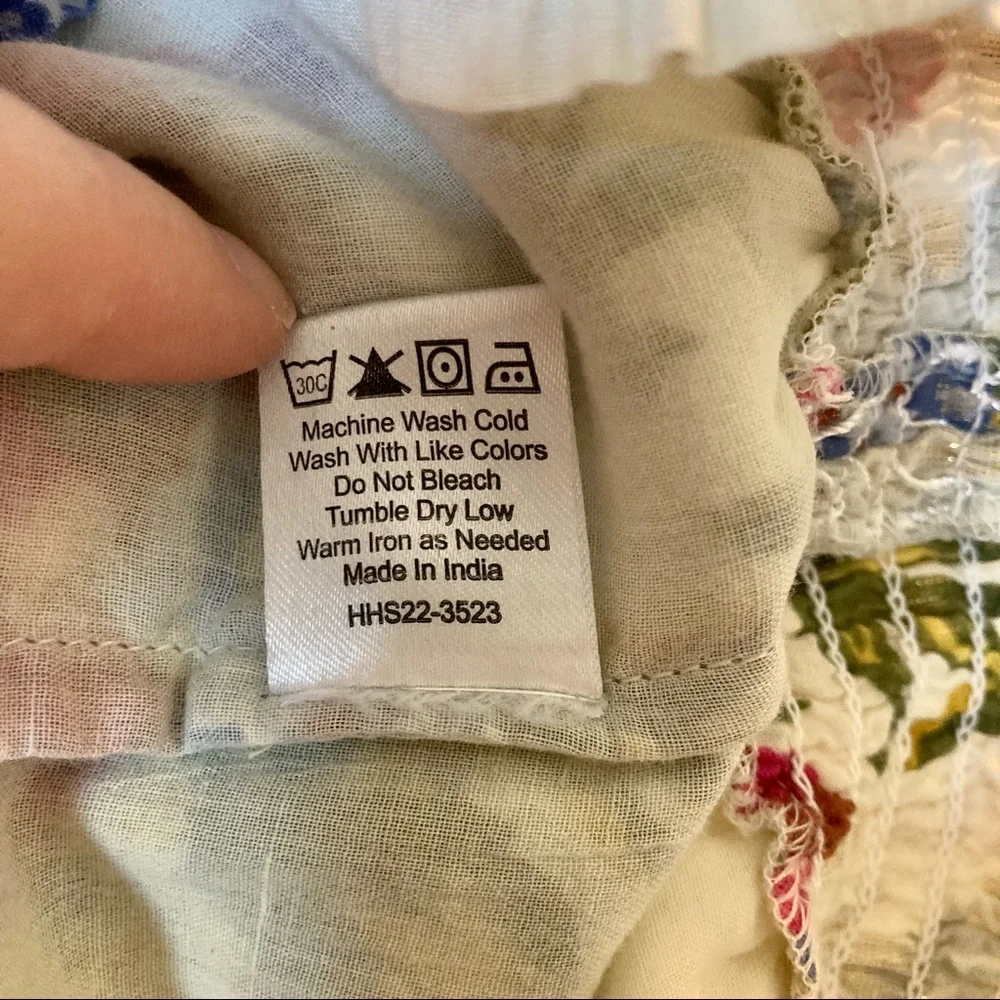 30C
Machine Wash Cold
Wash With Like Colors
Do Not Bleach
Tumble Dry Low
Warm Iron as Needed
Made In India
HHS22-3523